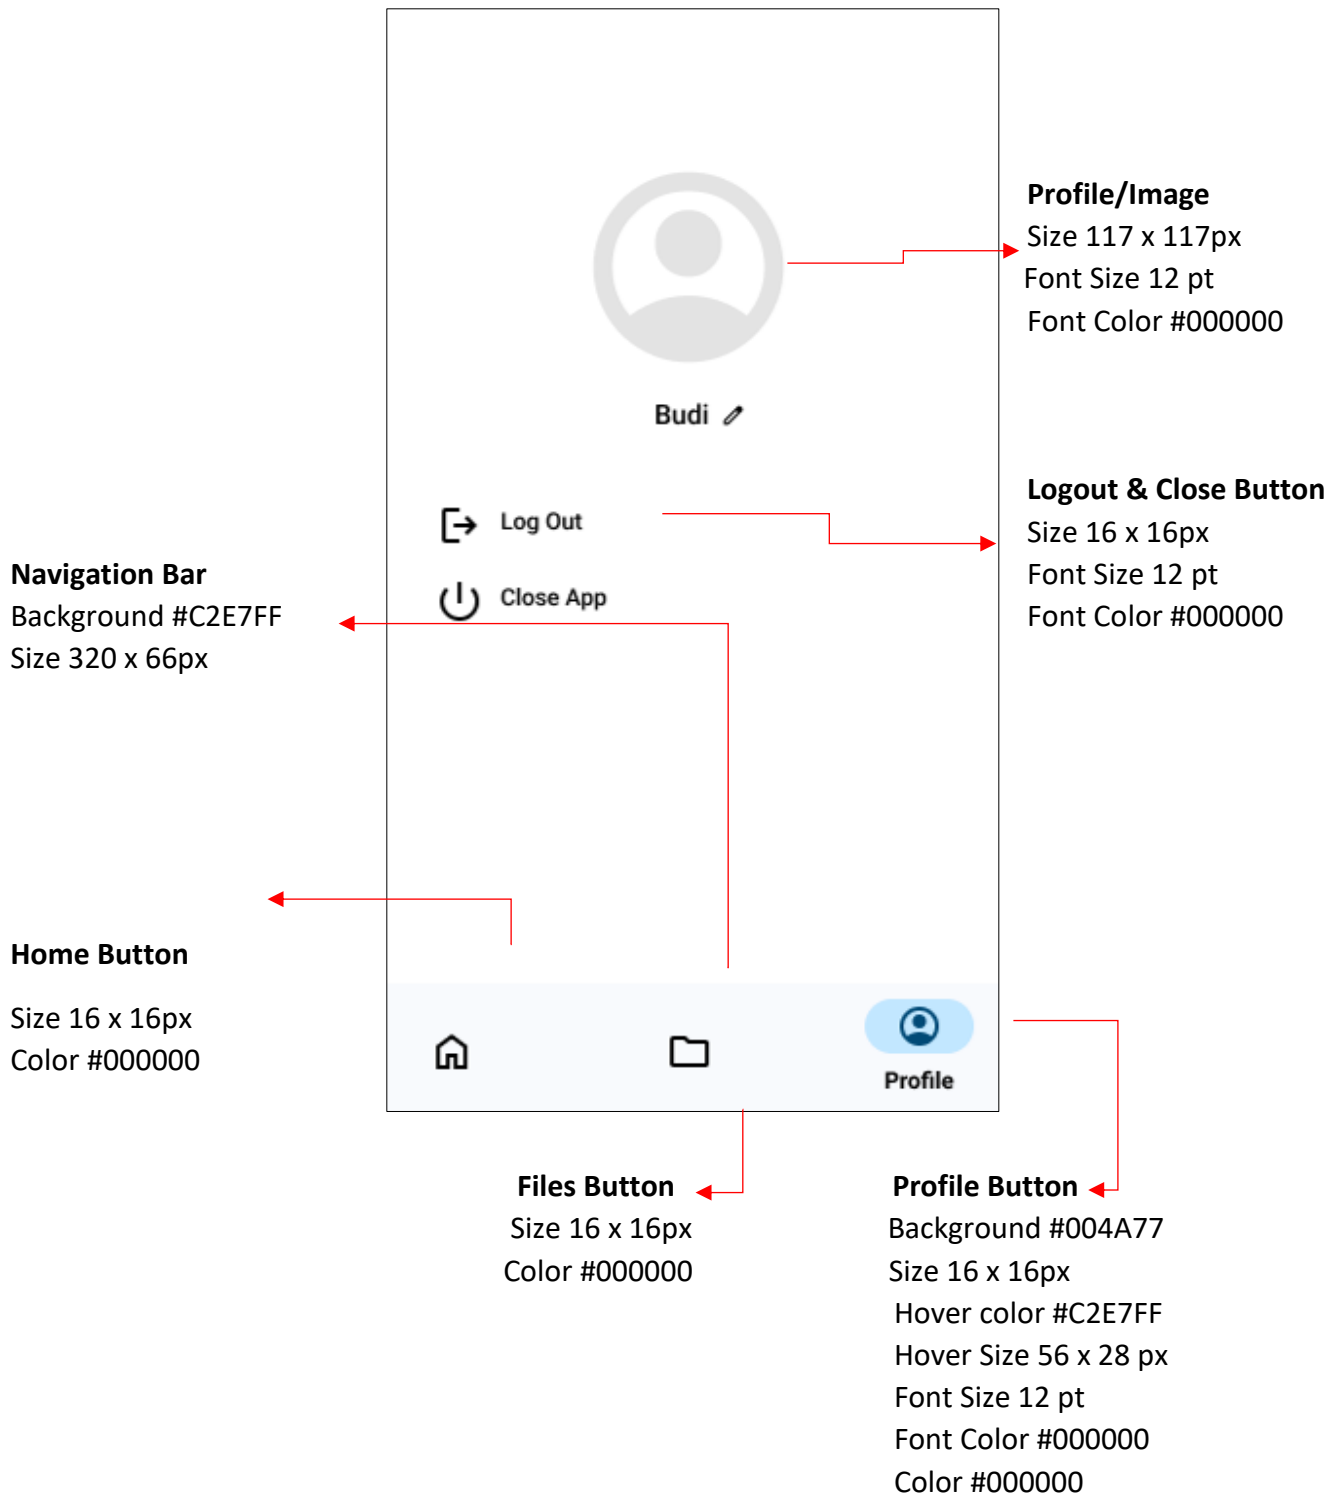 Profile/Image
Size 117 x 117px
Font Size 12 pt
Font Color #000000
Budi
Logout & Close Button
Size 16 x 16px
Font Size 12 pt
Font Color #000000
Log Out
Close App
Navigation Bar
Background #C2E7FF
Size 320 x 66px
Home Button
Size 16 x 16px
Color #000000
Profile
Files Button
Size 16 x 16px
Color #000000
Profile Button
Background #004A77
Size 16 x 16px
Hover color #C2E7FF
Hover Size 56 x 28 px
Font Size 12 pt
Font Color #000000
Color #000000